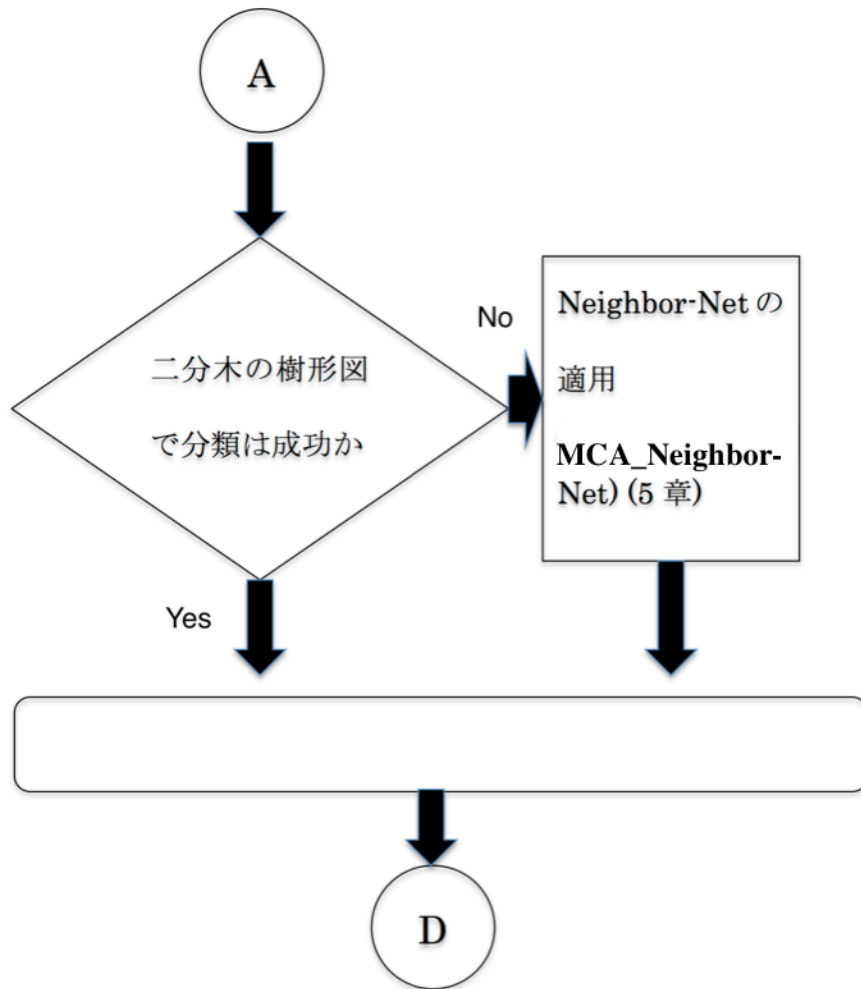 A
二分木の樹形図
で分類は成功か
No
Neighbor-Net の
適用
MCA_Neighbor-
Net) (5 章)
Yes
D